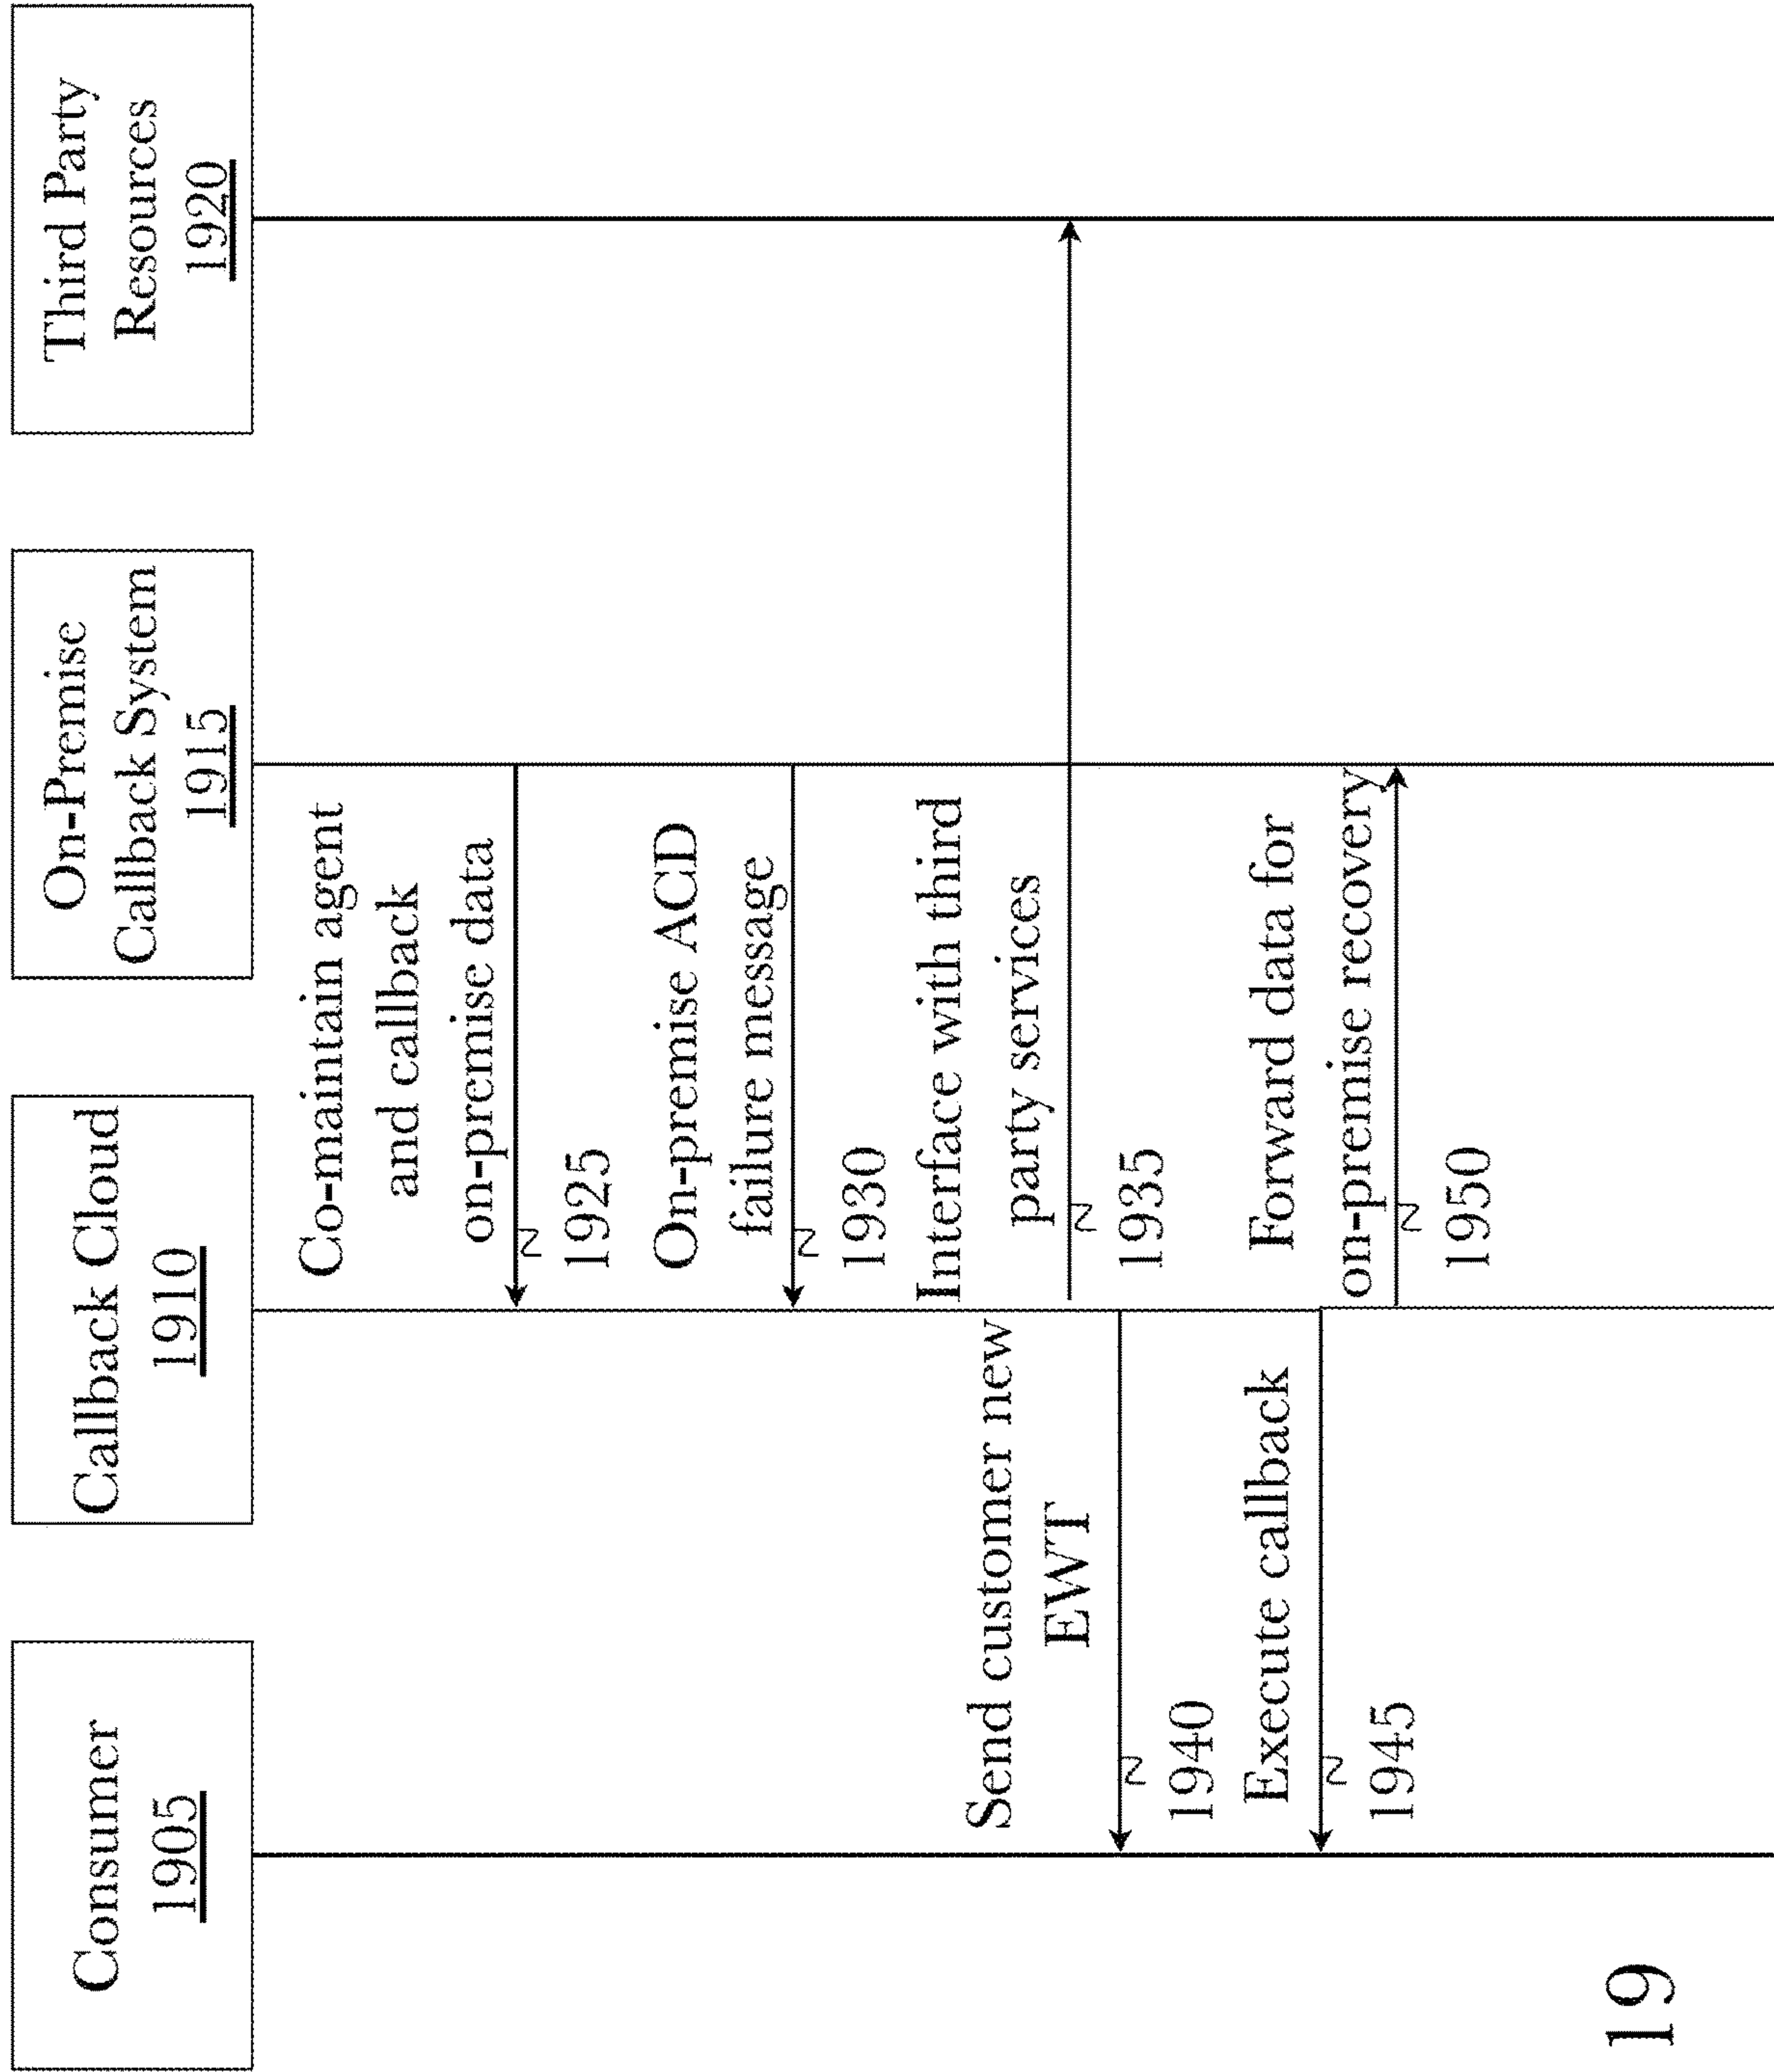 Consumer
1905
Callback Cloud
1910
On-Premise
Callback System
1915
Third Party
Resources
1920
Co-maintain agent
and callback
on-premise data
1925
On-premise ACD
failure message
1930
Interface with third
party services
1935
Send customer new
EWT
1940
Execute callback
1945
Forward data for
on-premise recovery
1950
19